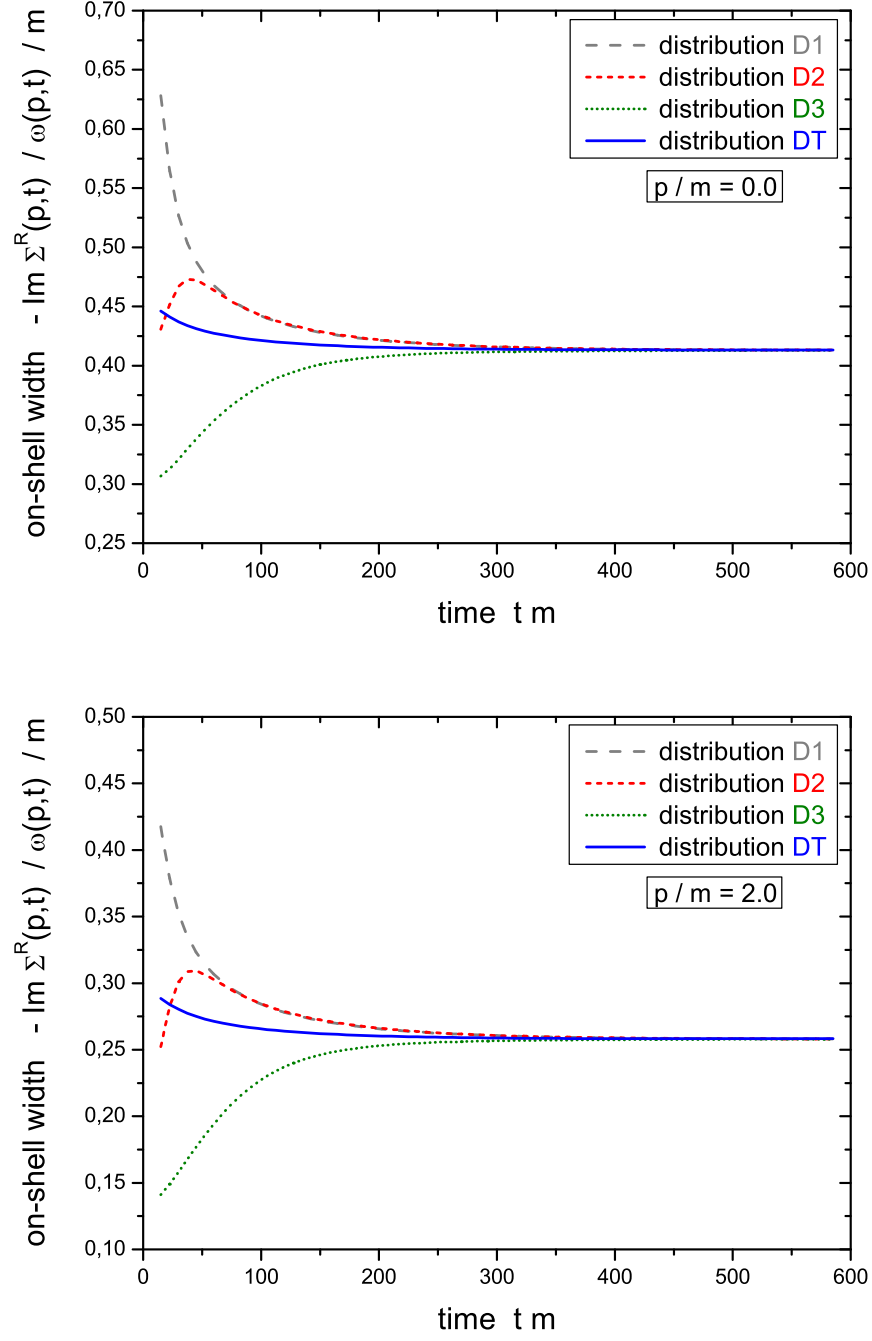 0,70
0,65
0,60
0,55
0,50
0,45
0,40
0,35
0,30
0,25
on-shell width - Im Σ^R(p,t) / ω(p,t) / m
distribution D1
distribution D2
distribution D3
distribution DT
p / m = 0.0
0 100 200 300 400 500 600
time t m
0,50
0,45
0,40
0,35
0,30
0,25
0,20
0,15
0,10
on-shell width - Im Σ^R(p,t) / ω(p,t) / m
distribution D1
distribution D2
distribution D3
distribution DT
p / m = 2.0
0 100 200 300 400 500 600
time t m